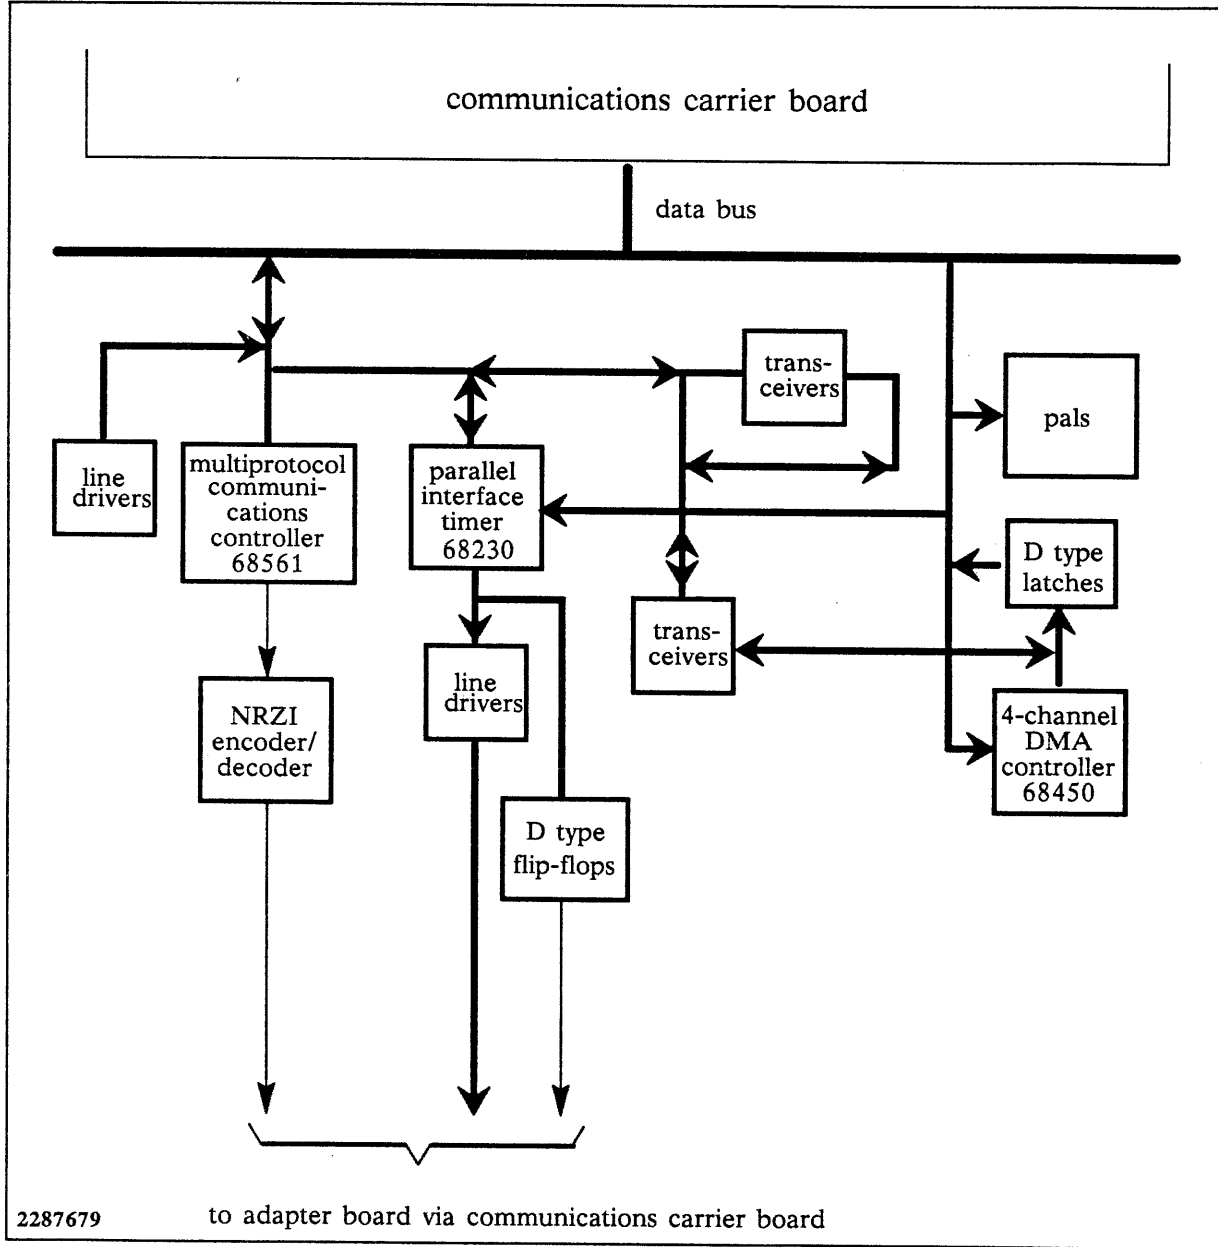 communications carrier board
data bus
trans-
ceivers
pals
line
drivers
multiprotocol
communi-
cations
controller
68561
parallel
interface
timer
68230
D type
latches
trans-
ceivers
line
drivers
NRZI
encoder/
decoder
4-channel
DMA
controller
68450
D type
flip-flops
2287679
to adapter board via communications carrier board